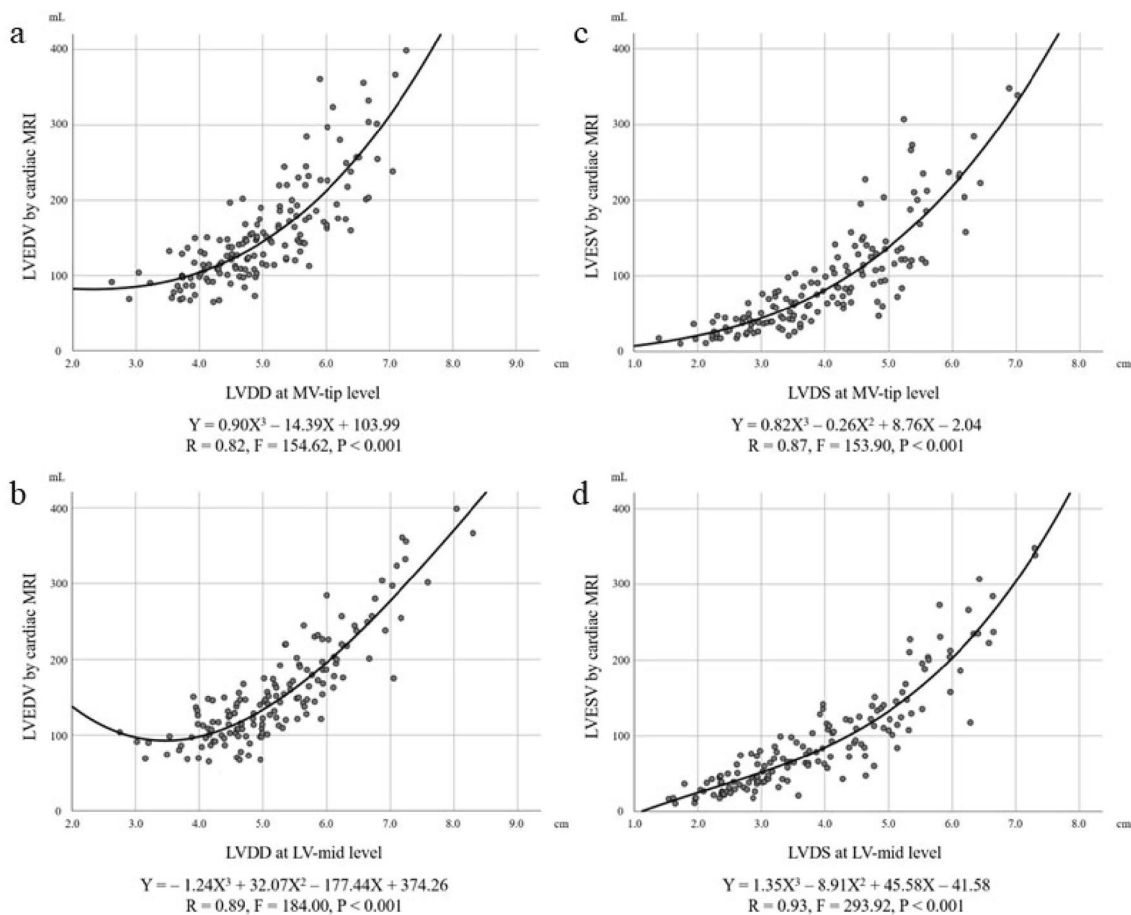 a
mL
400
300
200
100
0
LVEDV by cardiac MRI
2.0 3.0 4.0 5.0 6.0 7.0 8.0 9.0 cm
LVDD at MV-tip level
Y = 0.90X³ – 14.39X + 103.99
R = 0.82, F = 154.62, P < 0.001
c
mL
400
300
200
100
0
LVESV by cardiac MRI
1.0 2.0 3.0 4.0 5.0 6.0 7.0 8.0 cm
LVDS at MV-tip level
Y = 0.82X³ – 0.26X² + 8.76X – 2.04
R = 0.87, F = 153.90, P < 0.001
b
mL
400
300
200
100
0
LVEDV by cardiac MRI
2.0 3.0 4.0 5.0 6.0 7.0 8.0 9.0 cm
LVDD at LV-mid level
Y = – 1.24X³ + 32.07X² – 177.44X + 374.26
R = 0.89, F = 184.00, P < 0.001
d
mL
400
300
200
100
0
LVESV by cardiac MRI
1.0 2.0 3.0 4.0 5.0 6.0 7.0 8.0 cm
LVDS at LV-mid level
Y = 1.35X³ – 8.91X² + 45.58X – 41.58
R = 0.93, F = 293.92, P < 0.001